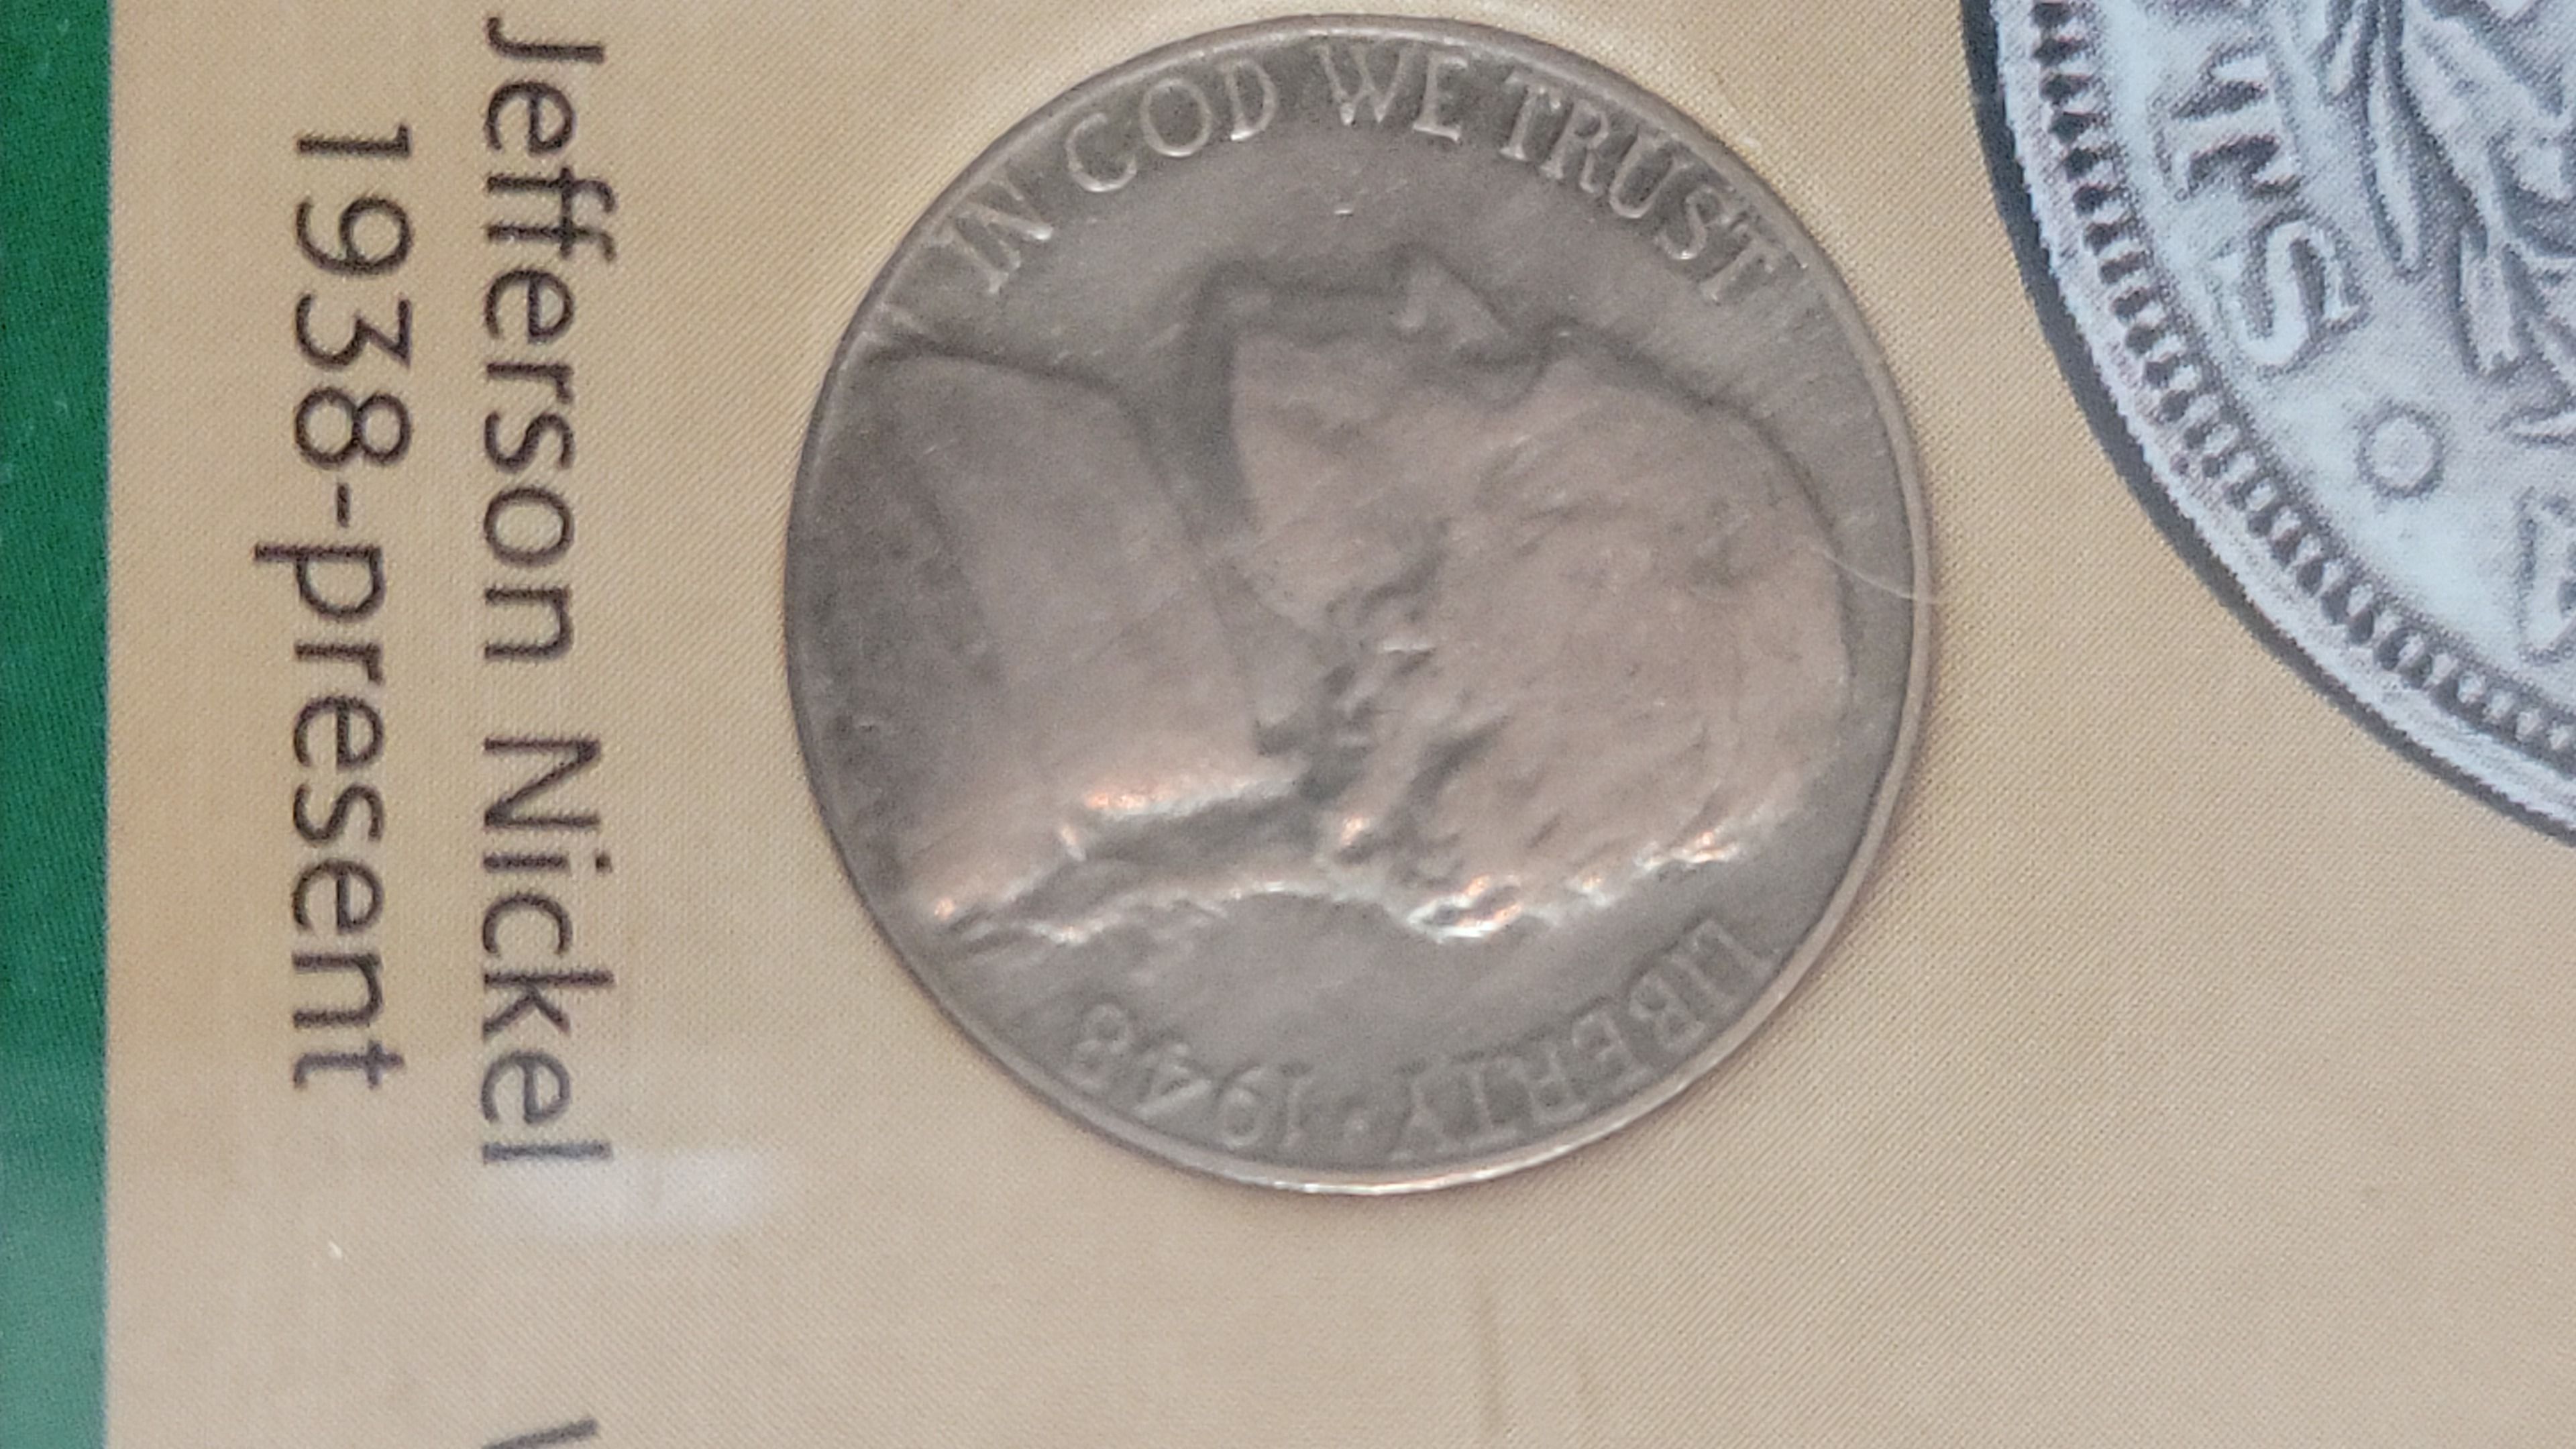 IN GOD WE TRUST
LIBERTY · 1948
Jefferson Nickel
1938-present